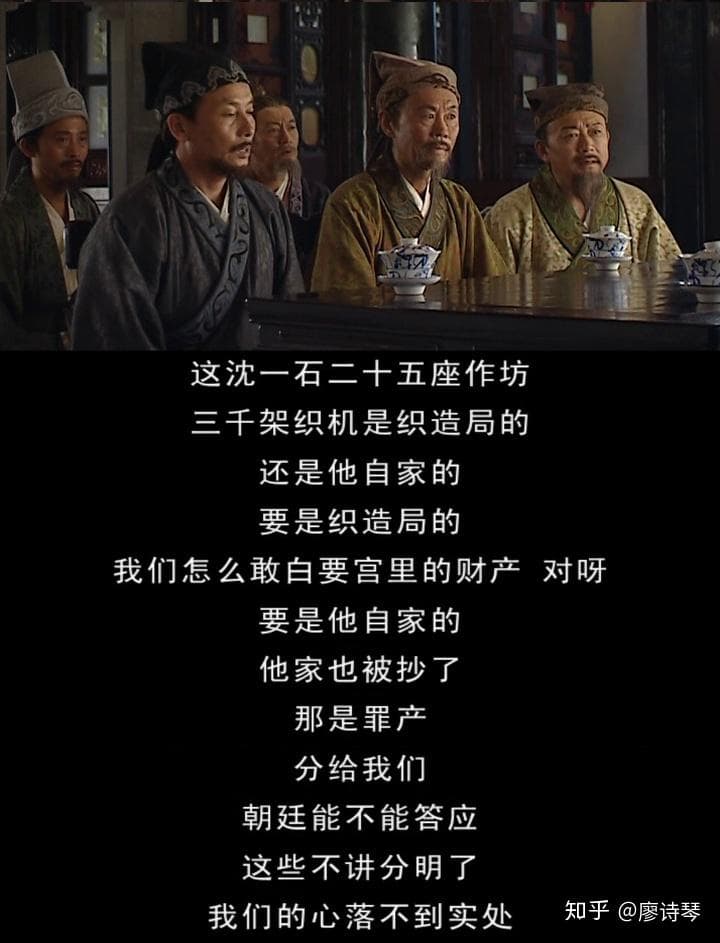 这沈一石二十五座作坊
三千架织机是织造局的
还是他自家的
要是织造局的
我们怎么敢白要宫里的财产 对呀
要是他自家的
他家也被抄了
那是罪产
分给我们
朝廷能不能答应
这些不讲分明了
我们的心落不到实处
知乎 @廖诗琴